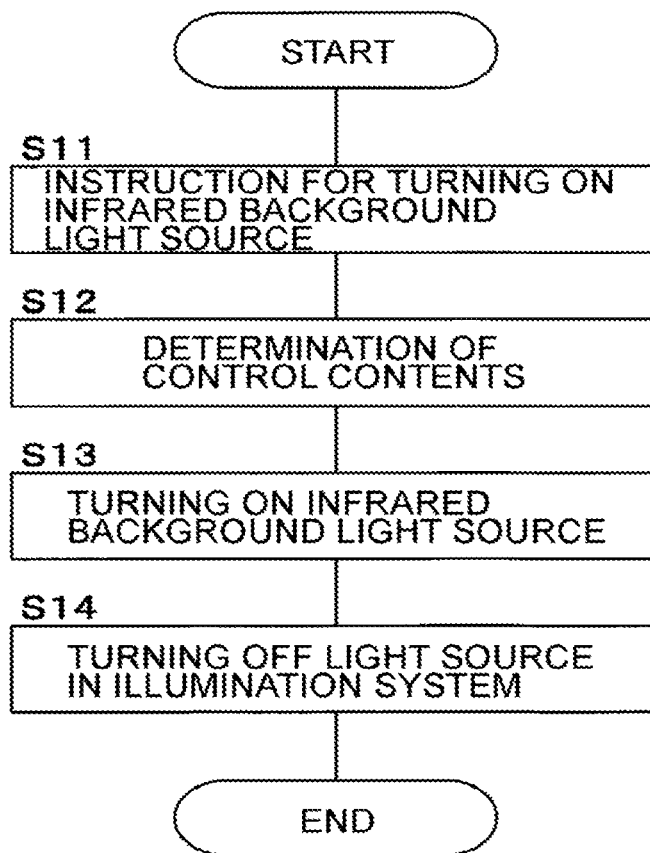 START
S11
INSTRUCTION FOR TURNING ON
INFRARED BACKGROUND
LIGHT SOURCE
S12
DETERMINATION OF
CONTROL CONTENTS
S13
TURNING ON INFRARED
BACKGROUND LIGHT SOURCE
S14
TURNING OFF LIGHT SOURCE
IN ILLUMINATION SYSTEM
END